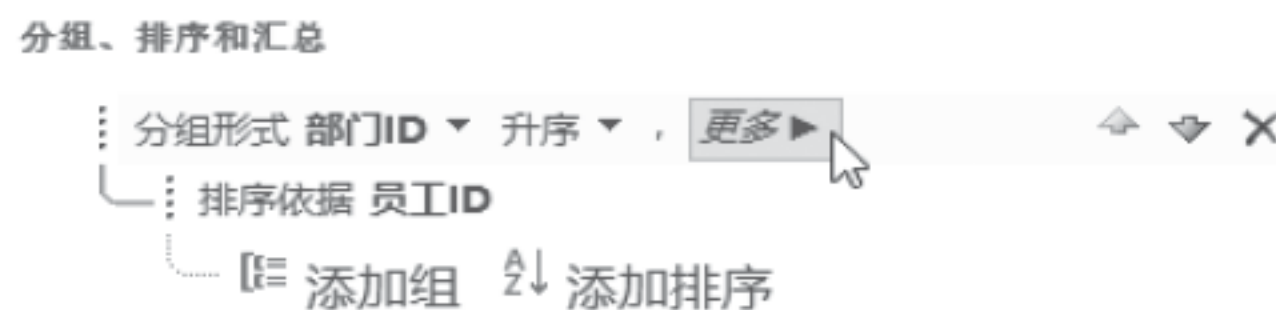 分组、排序和汇总
分组形式 部门ID 升序 , 更多
排序依据 员工ID
添加组 AZ 添加排序